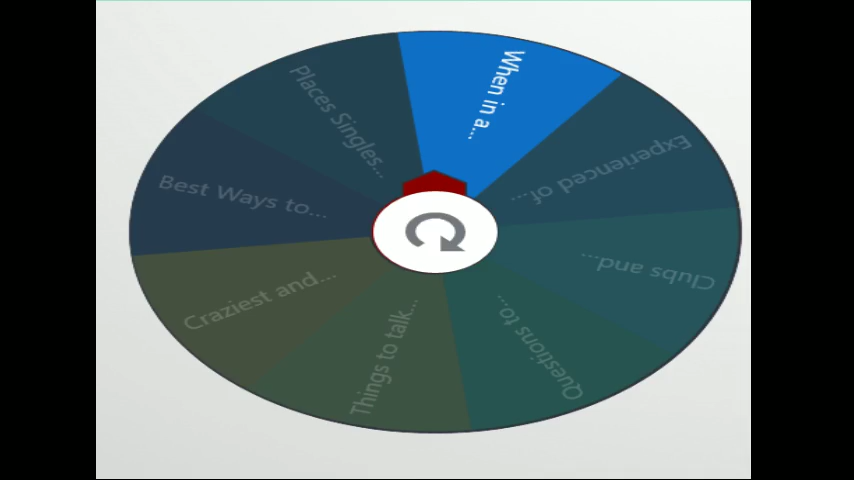 When in a...
Experienced of...
Clubs and...
Questions to...
Things to talk...
Craziest and...
Best Ways to...
Places Singles...